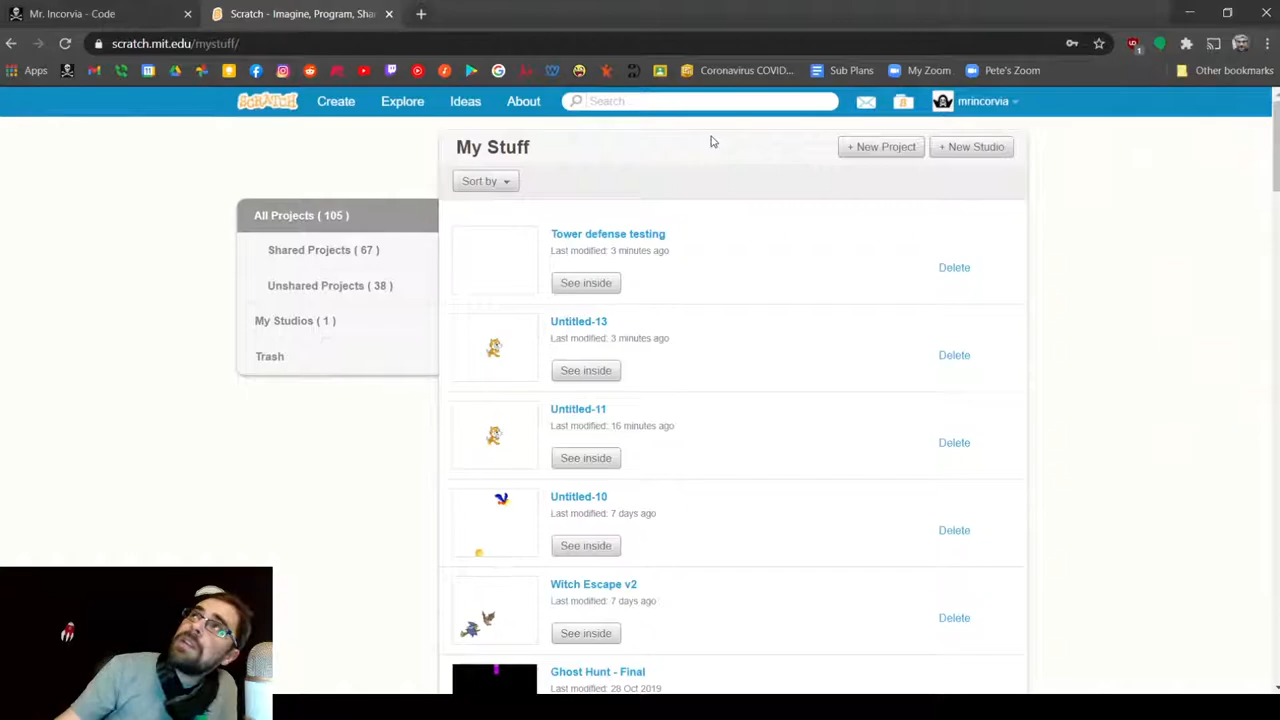 Mr. Incorvia - Code
Scratch - Imagine, Program, Sha
scratch.mit.edu/mystuff/
Apps
Coronavirus COVID...
Sub Plans
My Zoom
Pete's Zoom
Other bookmarks
SCRATCH
Create
Explore
Ideas
About
Search
mrincorvia
My Stuff
+ New Project
+ New Studio
Sort by
All Projects ( 105 )
Shared Projects ( 67 )
Unshared Projects ( 38 )
My Studios ( 1 )
Trash
Tower defense testing
Last modified: 3 minutes ago
See inside
Delete
Untitled-13
Last modified: 3 minutes ago
See inside
Delete
Untitled-11
Last modified: 16 minutes ago
See inside
Delete
Untitled-10
Last modified: 7 days ago
See inside
Delete
Witch Escape v2
Last modified: 7 days ago
See inside
Delete
Ghost Hunt - Final
Last modified: 28 Oct 2019